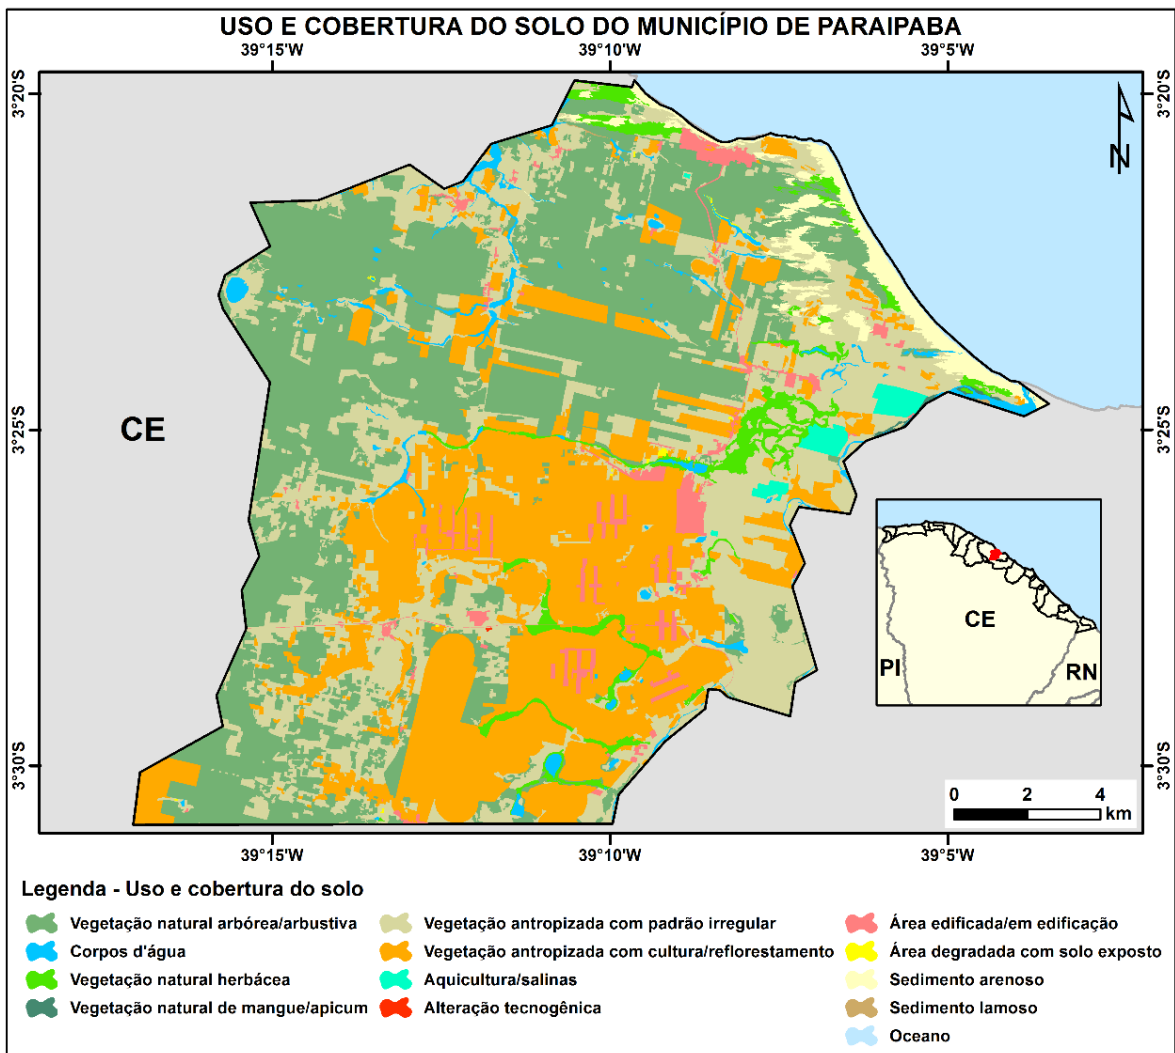 USO E COBERTURA DO SOLO DO MUNICÍPIO DE PARAIPABA
39°15'W 39°10'W 39°5'W
3°20'S 3°20'S
N
CE
3°25'S 3°25'S
CE
PI
RN
3°30'S 3°30'S
0 2 4
km
39°15'W 39°10'W 39°5'W
Legenda - Uso e cobertura do solo
Vegetação natural arbórea/arbustiva
Corpos d'água
Vegetação natural herbácea
Vegetação natural de mangue/apicum
Vegetação antropizada com padrão irregular
Vegetação antropizada com cultura/reflorestamento
Aquicultura/salinas
Alteração tecnogênica
Área edificada/em edificação
Área degradada com solo exposto
Sedimento arenoso
Sedimento lamoso
Oceano